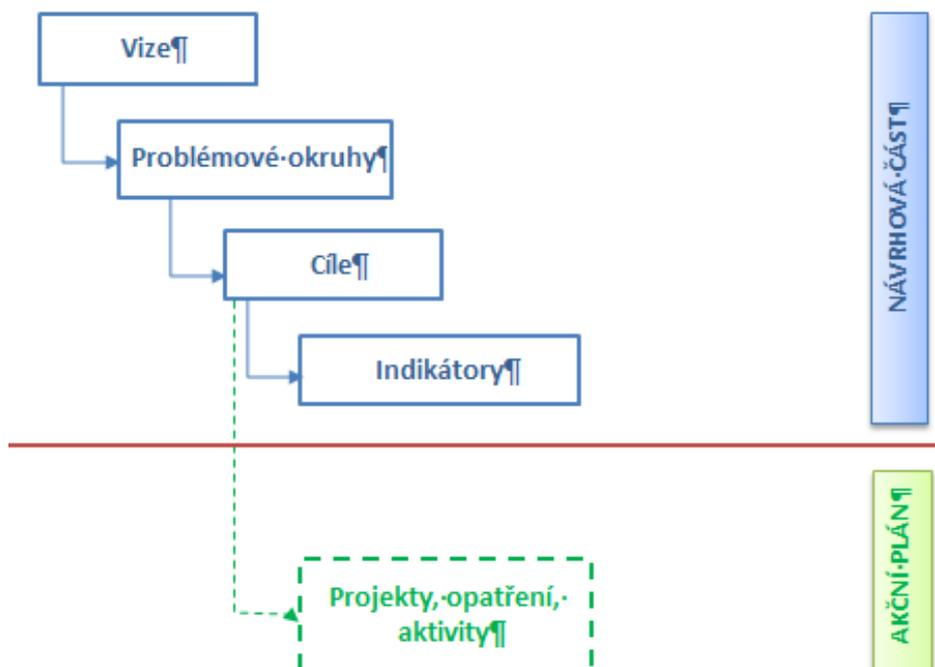 Vize¶
Problémové·okruhy¶
Cíle¶
Indikátory¶
NÁVRHOVÁ·ČÁST¶
Projekty,·opatření,·
aktivity¶
AKČNÍ·PLÁN¶